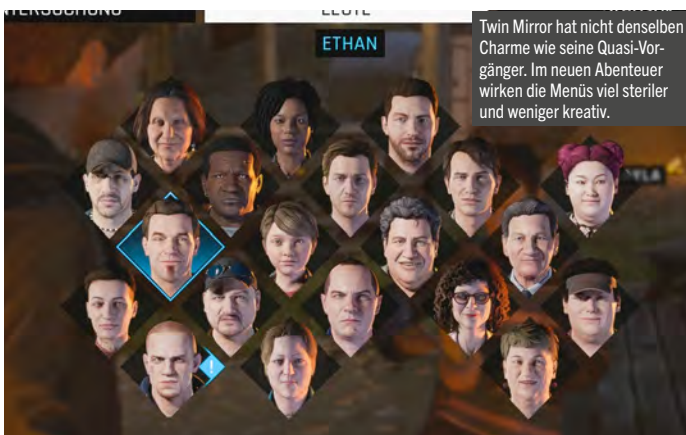 LEUTE
ETHAN
Twin Mirror hat nicht denselben
Charme wie seine Quasi-Vor-
gänger. Im neuen Abenteuer
wirken die Menüs viel steriler
und weniger kreativ.
!